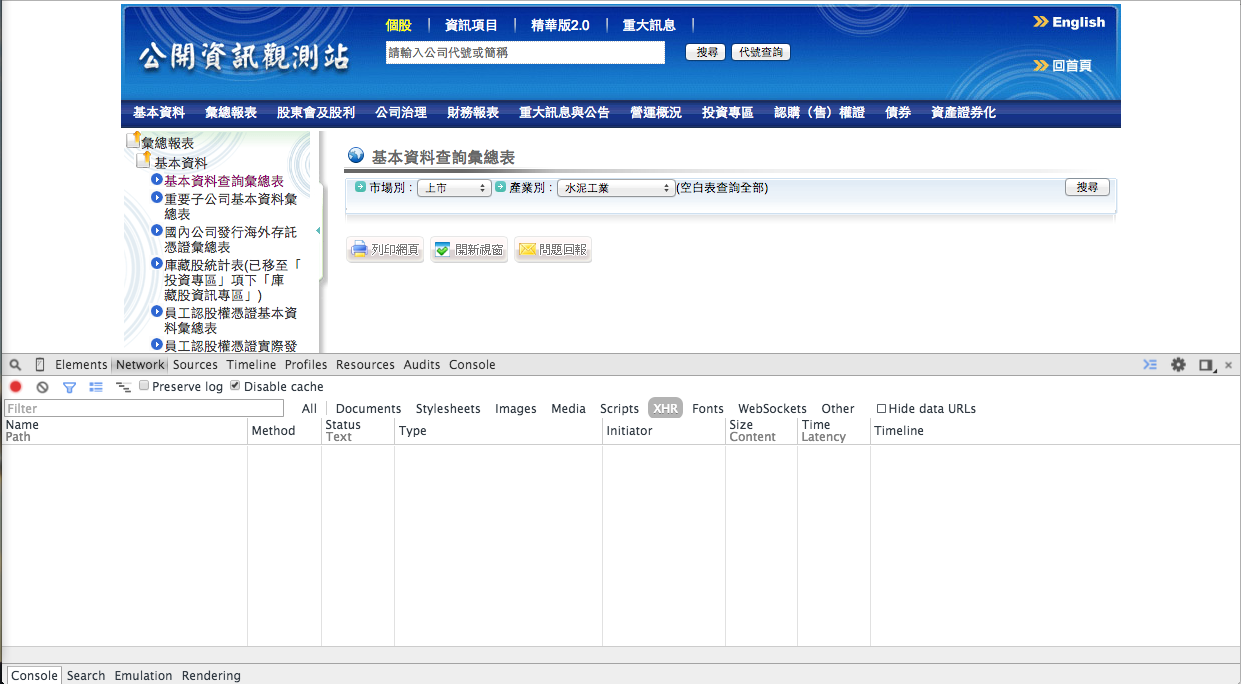 個股 | 資訊項目 | 精華版2.0 | 重大訊息 |
English
公開資訊觀測站
請輸入公司代號或簡稱 搜尋 代號查詢
回首頁
基本資料 彙總報表 股東會及股利 公司治理 財務報表 重大訊息與公告 營運概況 投資專區 認購（售）權證 債券 資產證券化
彙總報表
基本資料
基本資料查詢彙總表
重要子公司基本資料彙
總表
國內公司發行海外存託
憑證彙總表
庫藏股統計表(已移至「
投資專區」項下「庫
藏股資訊專區」)
員工認股權憑證基本資
料彙總表
員工認股權憑證實際發
基本資料查詢彙總表
市場別：上市 產業別：水泥工業 (空白表查詢全部) 搜尋
列印網頁 開新視窗 問題回報
Elements Network Sources Timeline Profiles Resources Audits Console
Preserve log Disable cache
Filter All Documents Stylesheets Images Media Scripts XHR Fonts WebSockets Other Hide data URLs
Name Method Status Type Initiator Size Time Timeline
Path Text Content Latency
Console Search Emulation Rendering